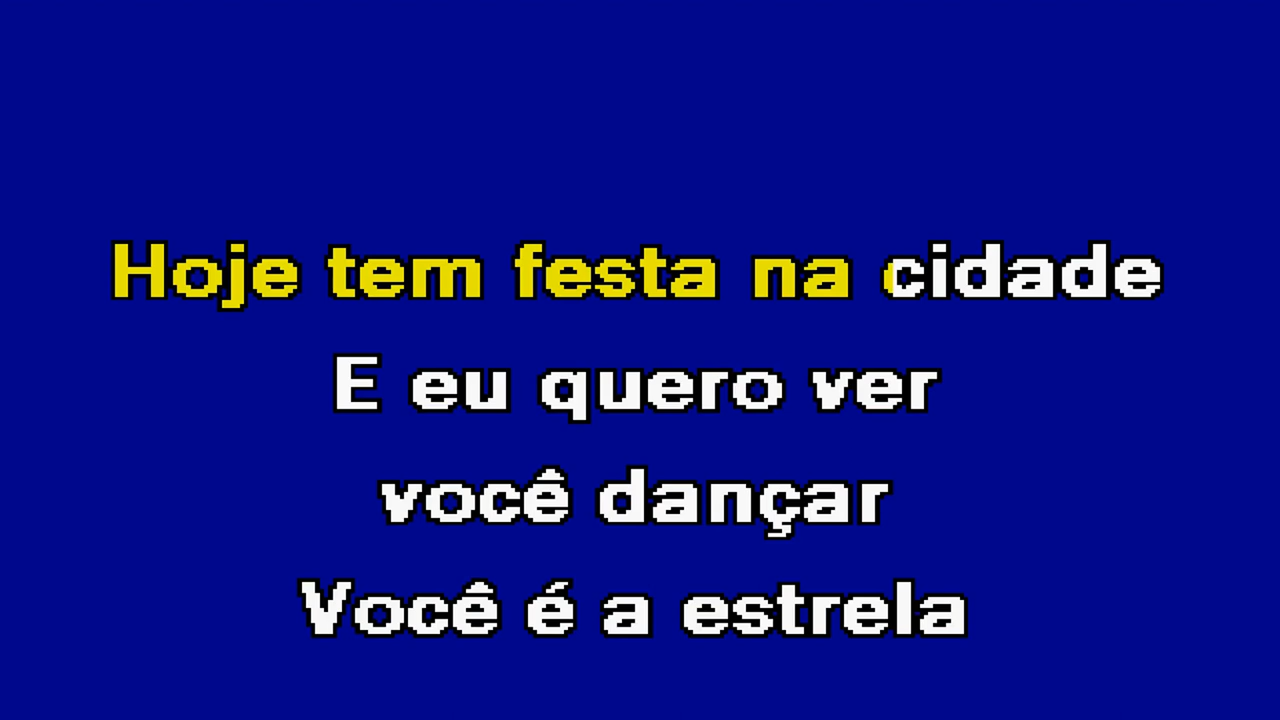 Hoje tem festa na cidade
E eu quero ver
você dançar
Você é a estrela